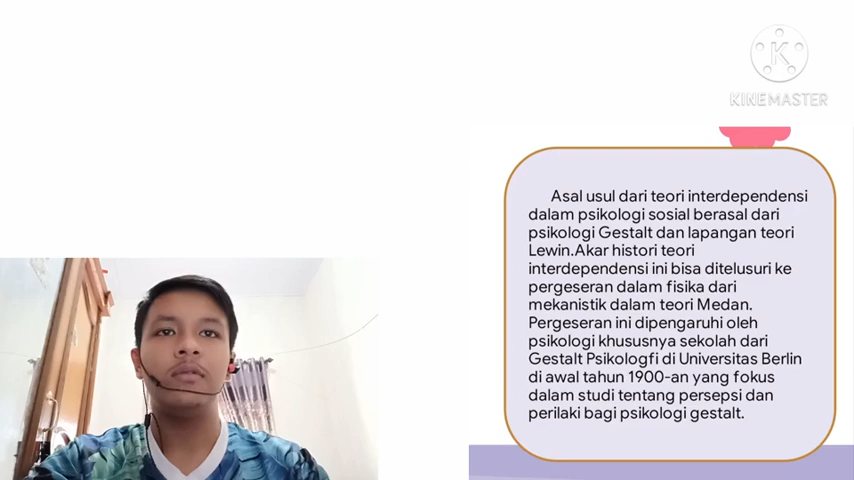 KINEMASTER
Asal usul dari teori interdependensi
dalam psikologi sosial berasal dari
psikologi Gestalt dan lapangan teori
Lewin.Akar histori teori
interdependensi ini bisa ditelusuri ke
pergeseran dalam fisika dari
mekanistik dalam teori Medan.
Pergeseran ini dipengaruhi oleh
psikologi khususnya sekolah dari
Gestalt Psikologfi di Universitas Berlin
di awal tahun 1900-an yang fokus
dalam studi tentang persepsi dan
perilaki bagi psikologi gestalt.